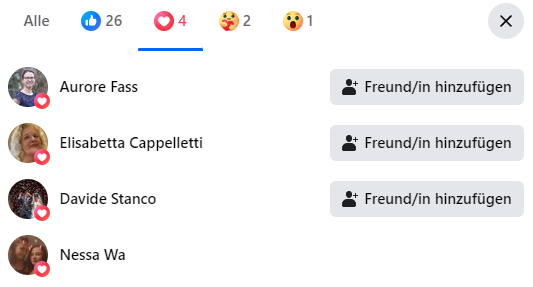 Alle 26 4 2 1
Aurore Fass Freund/in hinzufügen
Elisabetta Cappelletti Freund/in hinzufügen
Davide Stanco Freund/in hinzufügen
Nessa Wa